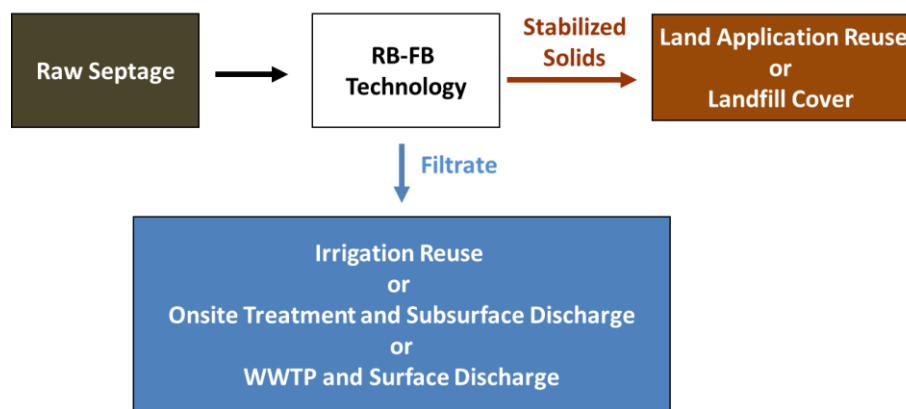 Raw Septage
RB-FB
Technology
Stabilized
Solids
Land Application Reuse
or
Landfill Cover
Filtrate
Irrigation Reuse
or
Onsite Treatment and Subsurface Discharge
or
WWTP and Surface Discharge